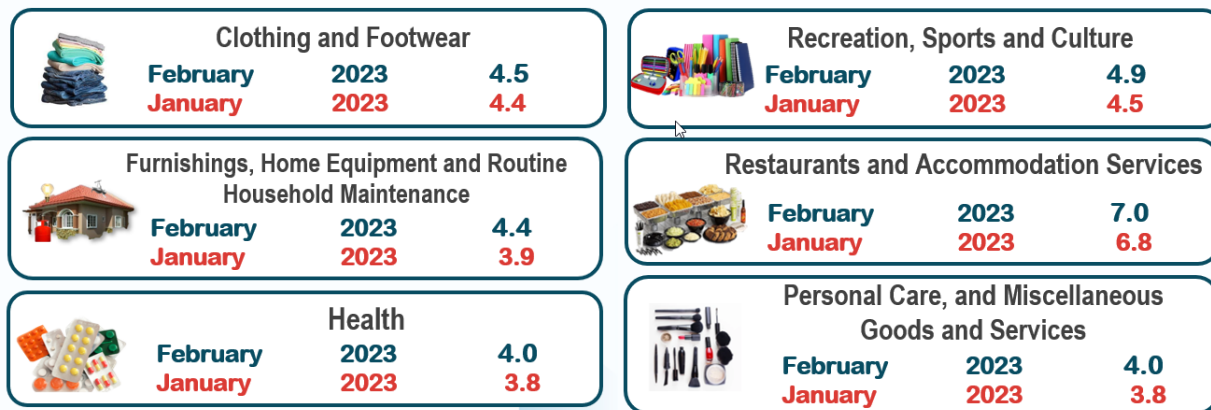 Clothing and Footwear
February 2023 4.5
January 2023 4.4
Furnishings, Home Equipment and Routine
Household Maintenance
February 2023 4.4
January 2023 3.9
Health
February 2023 4.0
January 2023 3.8
Recreation, Sports and Culture
February 2023 4.9
January 2023 4.5
Restaurants and Accommodation Services
February 2023 7.0
January 2023 6.8
Personal Care, and Miscellaneous
Goods and Services
February 2023 4.0
January 2023 3.8